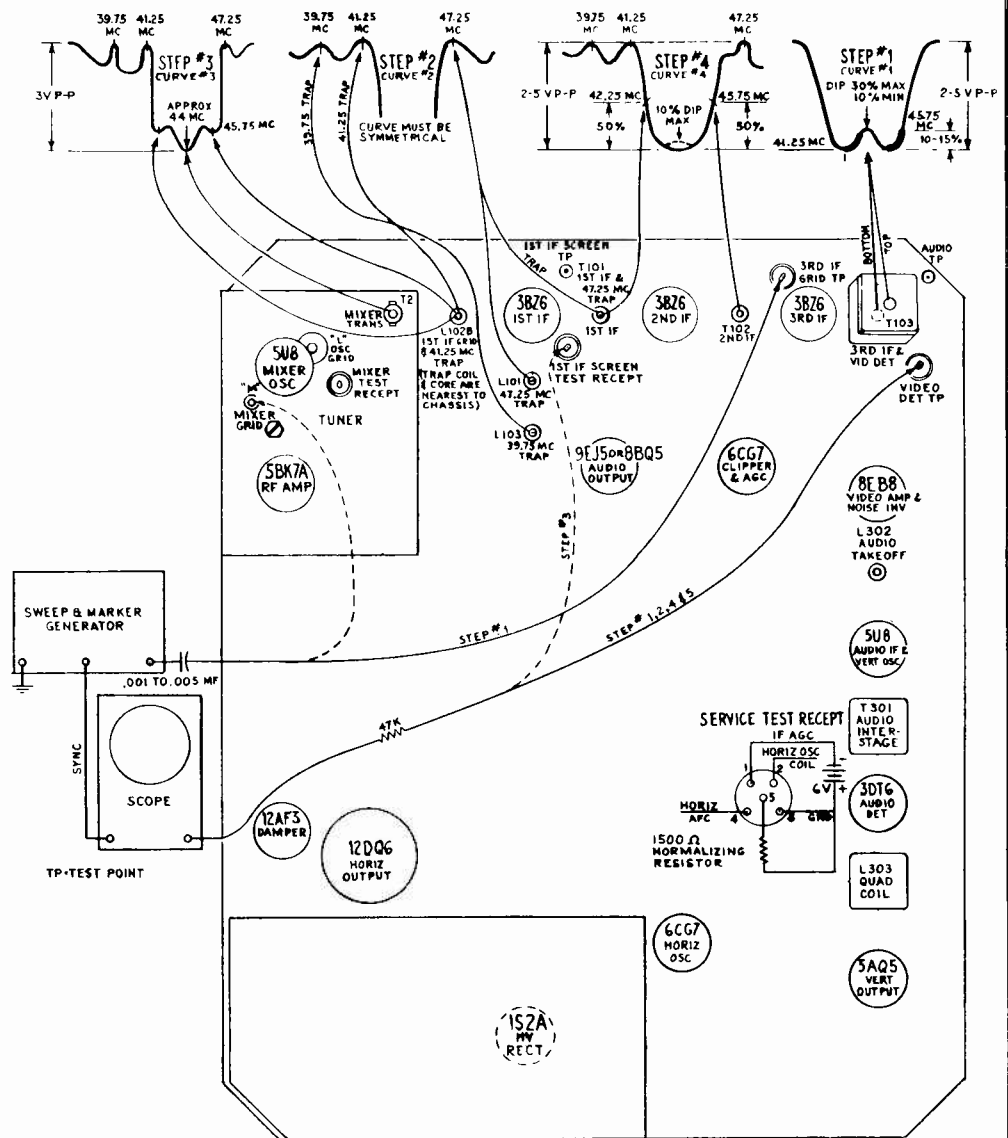 39.75 MC
41.25 MC
47.25 MC
STEP #3
CURVE #3
3V P-P
APPROX
44 MC
45.75 MC
39.75 MC
41.25 MC
47.25 MC
STEP #2
CURVE #2
39.75 TRAP
41.25 TRAP
CURVE MUST BE
SYMMETRICAL
39.75 MC
41.25 MC
47.25 MC
STEP #4
CURVE #4
2-5 V P-P
42.25 MC
50%
10% DIP
MAX
45.75 MC
50%
STEP #1
CURVE #1
DIP 30% MAX
10% MIN
2-5 V P-P
41.25 MC
45.75
MC
10-15%
BOTTOM
TOP
TRAP
1ST IF SCREEN
TP
T101
1ST IF &
47.25 MC
TRAP
1ST IF
3BZ6
1ST IF
3BZ6
2ND IF
T102
2ND IF
3RD IF
GRID TP
3BZ6
3RD IF
AUDIO
TP
T103
3RD IF &
VID DET
VIDEO
DET TP
T2
MIXER
TRANS
L102B
1ST IF GRID
& 41.25 MC
TRAP
(TRAP COIL
& CORE ARE
NEAREST TO
CHASSIS)
"L"
OSC
GRID
5U8
MIXER
OSC
MIXER
TEST
RECEPT
"M"
MIXER
GRID
TUNER
5BK7A
RF AMP
1ST IF SCREEN
TEST RECEPT
L101
47.25 MC
TRAP
L103
39.75 MC
TRAP
9EJ5 OR 8BQ5
AUDIO
OUTPUT
6CG7
CLIPPER
& AGC
8EB8
VIDEO AMP &
NOISE INV
L302
AUDIO
TAKEOFF
STEP #3
STEP # 1,2,4 & 5
STEP #1
SWEEP & MARKER
GENERATOR
.001 TO .005 MF
SYNC
SCOPE
47K
TP=TEST POINT
5U8
AUDIO IF &
VERT OSC
T301
AUDIO
INTER-
STAGE
SERVICE TEST RECEPT
IF AGC
HORIZ OSC
COIL
1
2
5
4
8
GND
HORIZ
AFC
-
6V
+
1500 Ω
NORMALIZING
RESISTOR
3DT6
AUDIO
DET
L303
QUAD
COIL
12AF3
DAMPER
12DQ6
HORIZ
OUTPUT
6CG7
HORIZ
OSC
5AQ5
VERT
OUTPUT
1S2A
HV
RECT